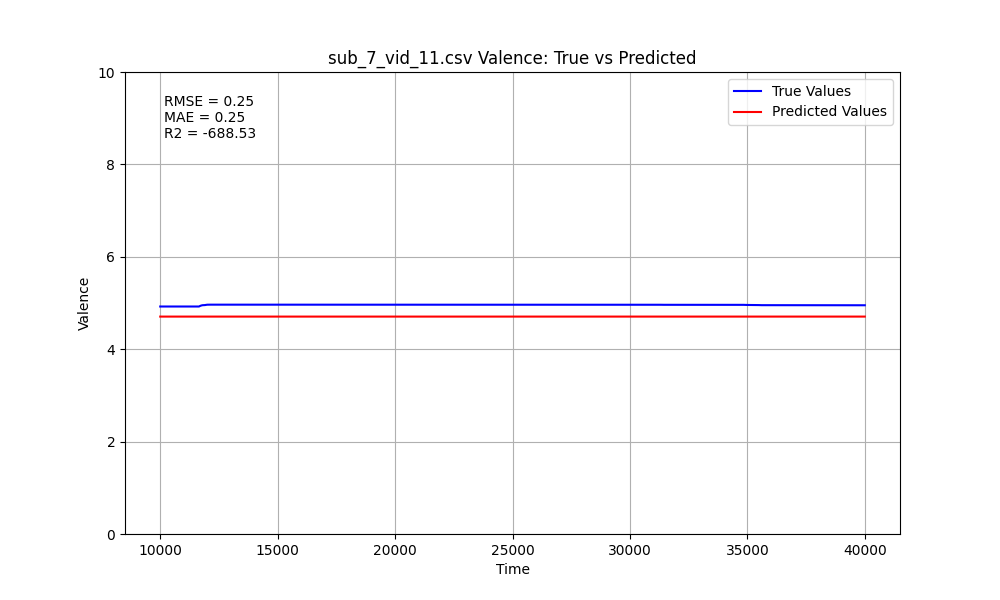 sub_7_vid_11.csv Valence: True vs Predicted
RMSE = 0.25
MAE = 0.25
R2 = -688.53
True Values
Predicted Values
Valence
10
8
6
4
2
0
10000
15000
20000
25000
30000
35000
40000
Time